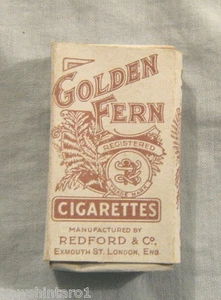 GOLDEN
FERN
REGISTERED
TRADE MARK
CIGARETTES
MANUFACTURED BY
REDFORD & Co,
EXMOUTH ST. LONDON, ENG.